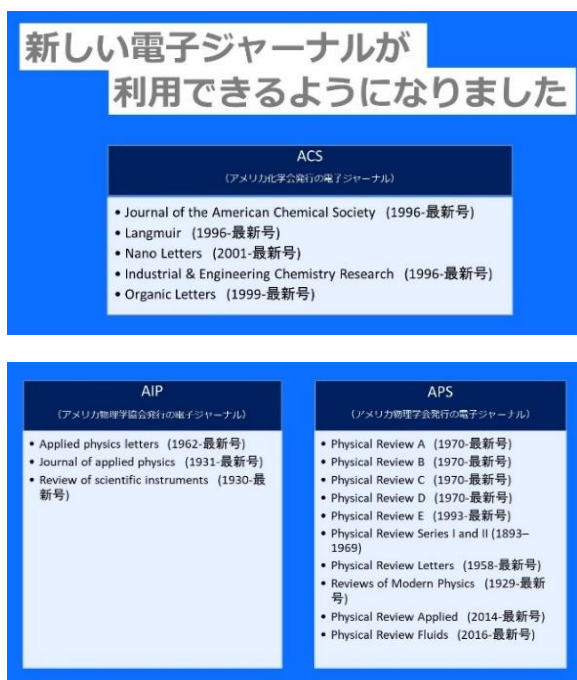 新しい電子ジャーナルが
利用できるようになりました
ACS
（アメリカ化学会発行の電子ジャーナル）
• Journal of the American Chemical Society （1996-最新号）
• Langmuir （1996-最新号）
• Nano Letters （2001-最新号）
• Industrial & Engineering Chemistry Research （1996-最新号）
• Organic Letters （1999-最新号）
AIP
（アメリカ物理学協会発行の電子ジャーナル）
• Applied physics letters （1962-最新号）
• Journal of applied physics （1931-最新号）
• Review of scientific instruments （1930-最
新号）
APS
（アメリカ物理学会発行の電子ジャーナル）
• Physical Review A （1970-最新号）
• Physical Review B （1970-最新号）
• Physical Review C （1970-最新号）
• Physical Review D （1970-最新号）
• Physical Review E （1993-最新号）
• Physical Review Series I and II (1893–
1969)
• Physical Review Letters （1958-最新号）
• Reviews of Modern Physics （1929-最新
号）
• Physical Review Applied （2014-最新号）
• Physical Review Fluids （2016-最新号）